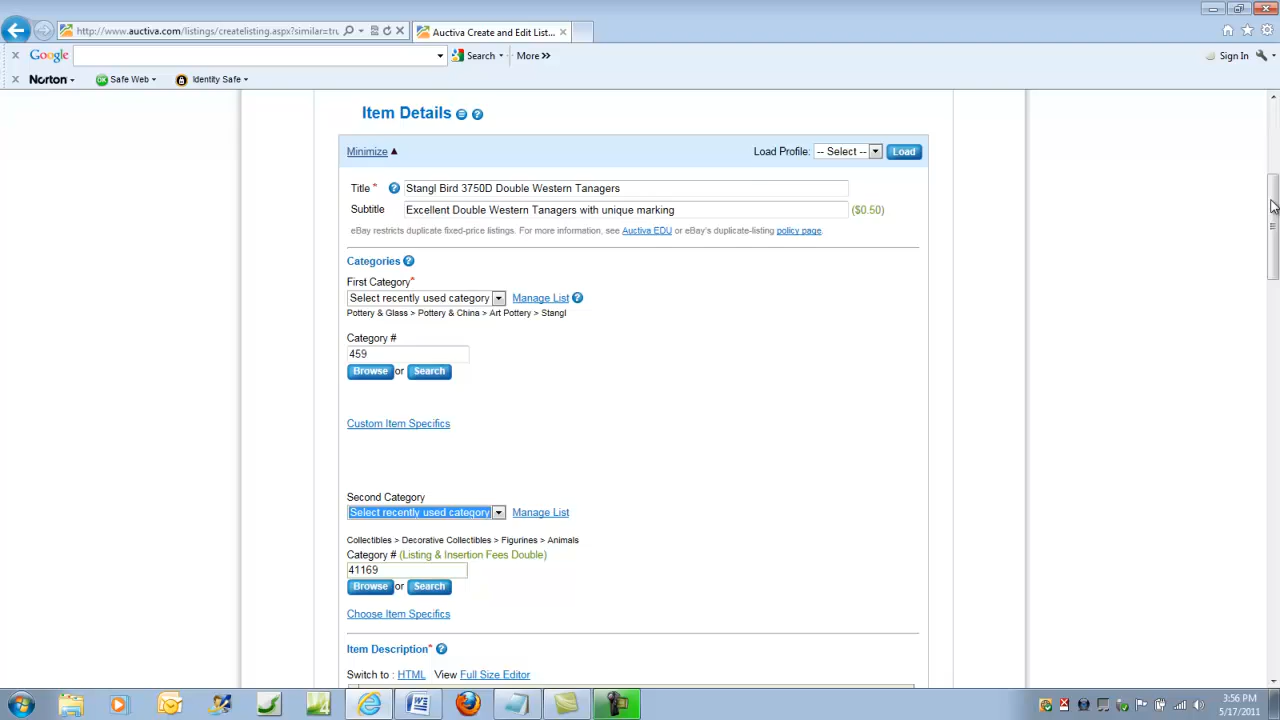 http://www.auctiva.com/listings/createlisting.aspx?similar=tru
Auctiva Create and Edit List...
Google
Search
More »
Sign In
Norton
OK Safe Web
Identity Safe
Item Details
Minimize
Load Profile: -- Select -- Load
Title * Stangl Bird 3750D Double Western Tanagers
Subtitle Excellent Double Western Tanagers with unique marking ($0.50)
eBay restricts duplicate fixed-price listings. For more information, see Auctiva EDU or eBay's duplicate-listing policy page.
Categories
First Category*
Select recently used category Manage List
Pottery & Glass > Pottery & China > Art Pottery > Stangl
Category #
459
Browse or Search
Custom Item Specifics
Second Category
Select recently used category Manage List
Collectibles > Decorative Collectibles > Figurines > Animals
Category # (Listing & Insertion Fees Double)
41169
Browse or Search
Choose Item Specifics
Item Description*
Switch to : HTML View Full Size Editor
3:56 PM
5/17/2011